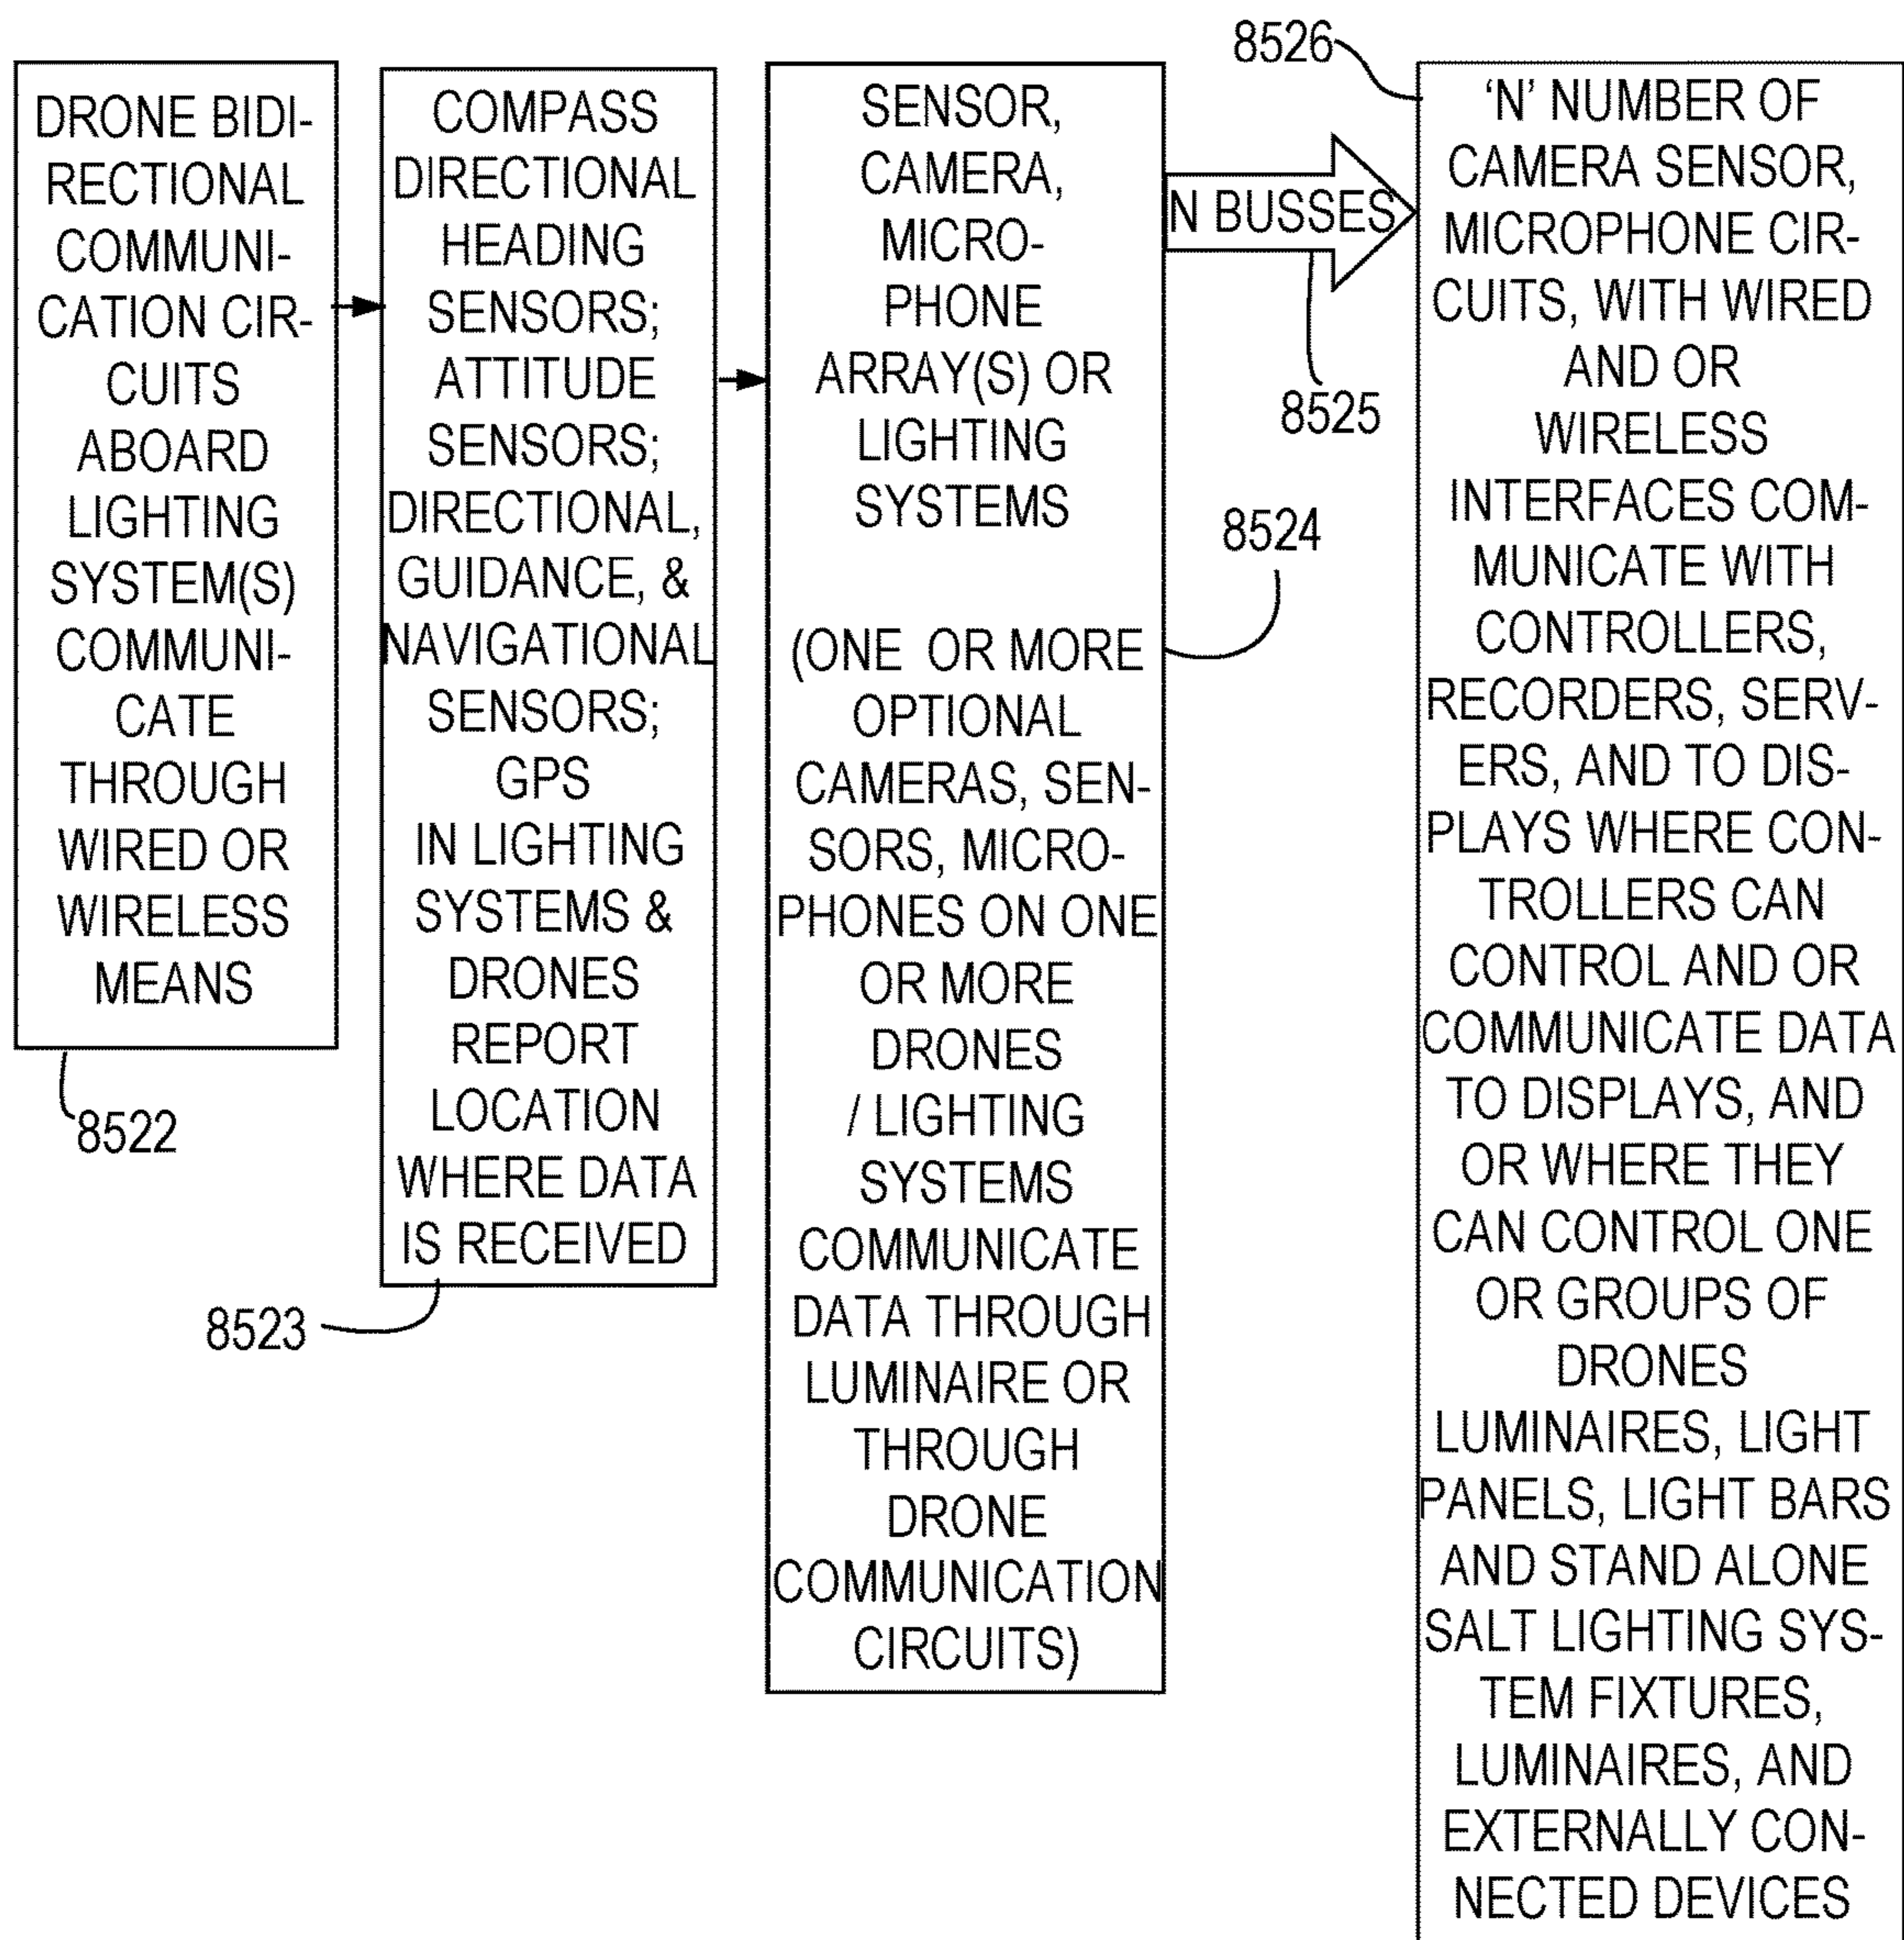 DRONE BIDI-
RECTIONAL
COMMUNI-
CATION CIR-
CUITS
ABOARD
LIGHTING
SYSTEM(S)
COMMUNI-
CATE
THROUGH
WIRED OR
WIRELESS
MEANS
8522
COMPASS
DIRECTIONAL
HEADING
SENSORS;
ATTITUDE
SENSORS;
DIRECTIONAL,
GUIDANCE, &
NAVIGATIONAL
SENSORS;
GPS
IN LIGHTING
SYSTEMS &
DRONES
REPORT
LOCATION
WHERE DATA
IS RECEIVED
8523
SENSOR,
CAMERA,
MICRO-
PHONE
ARRAY(S) OR
LIGHTING
SYSTEMS
(ONE OR MORE
OPTIONAL
CAMERAS, SEN-
SORS, MICRO-
PHONES ON ONE
OR MORE
DRONES
/ LIGHTING
SYSTEMS
COMMUNICATE
DATA THROUGH
LUMINAIRE OR
THROUGH
DRONE
COMMUNICATION
CIRCUITS)
8524
N BUSSES
8525
8526
'N' NUMBER OF
CAMERA SENSOR,
MICROPHONE CIR-
CUITS, WITH WIRED
AND OR
WIRELESS
INTERFACES COM-
MUNICATE WITH
CONTROLLERS,
RECORDERS, SERV-
ERS, AND TO DIS-
PLAYS WHERE CON-
TROLLERS CAN
CONTROL AND OR
COMMUNICATE DATA
TO DISPLAYS, AND
OR WHERE THEY
CAN CONTROL ONE
OR GROUPS OF
DRONES
LUMINAIRES, LIGHT
PANELS, LIGHT BARS
AND STAND ALONE
SALT LIGHTING SYS-
TEM FIXTURES,
LUMINAIRES, AND
EXTERNALLY CON-
NECTED DEVICES